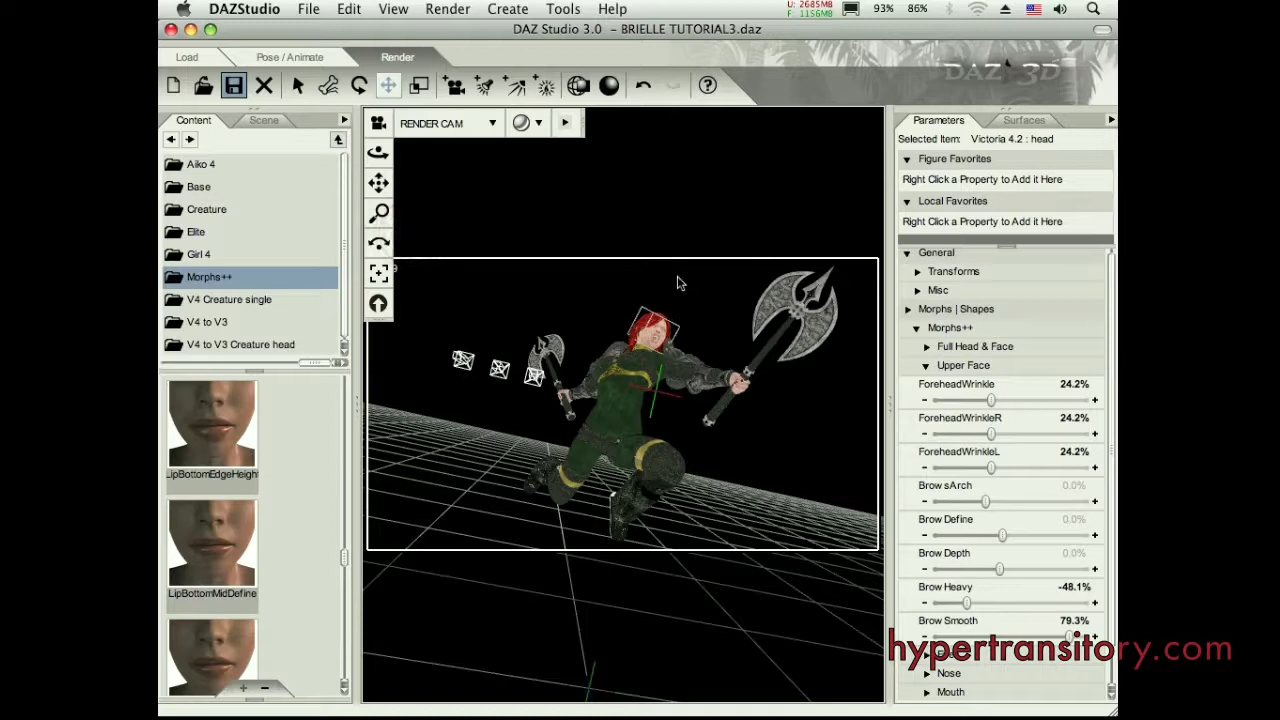 DAZStudio File Edit View Render Create Tools Help U: 2685MB F: 1156MB 93% 86%
DAZ Studio 3.0 - BRIELLE TUTORIAL3.daz
Load Pose / Animate Render
DAZ 3D
Content Scene
Aiko 4
Base
Creature
Elite
Girl 4
Morphs++
V4 Creature single
V4 to V3
V4 to V3 Creature head
LipBottomEdgeHeight
LipBottomMidDefine
RENDER CAM
Parameters Surfaces
Selected Item: Victoria 4.2 : head
Figure Favorites
Right Click a Property to Add it Here
Local Favorites
Right Click a Property to Add it Here
General
Transforms
Misc
Morphs | Shapes
Morphs++
Full Head & Face
Upper Face
ForeheadWrinkle 24.2%
ForeheadWrinkleR 24.2%
ForeheadWrinkleL 24.2%
Brow sArch 0.0%
Brow Define 0.0%
Brow Depth 0.0%
Brow Heavy -48.1%
Brow Smooth 79.3%
Nose
Mouth
hypertransitory.com